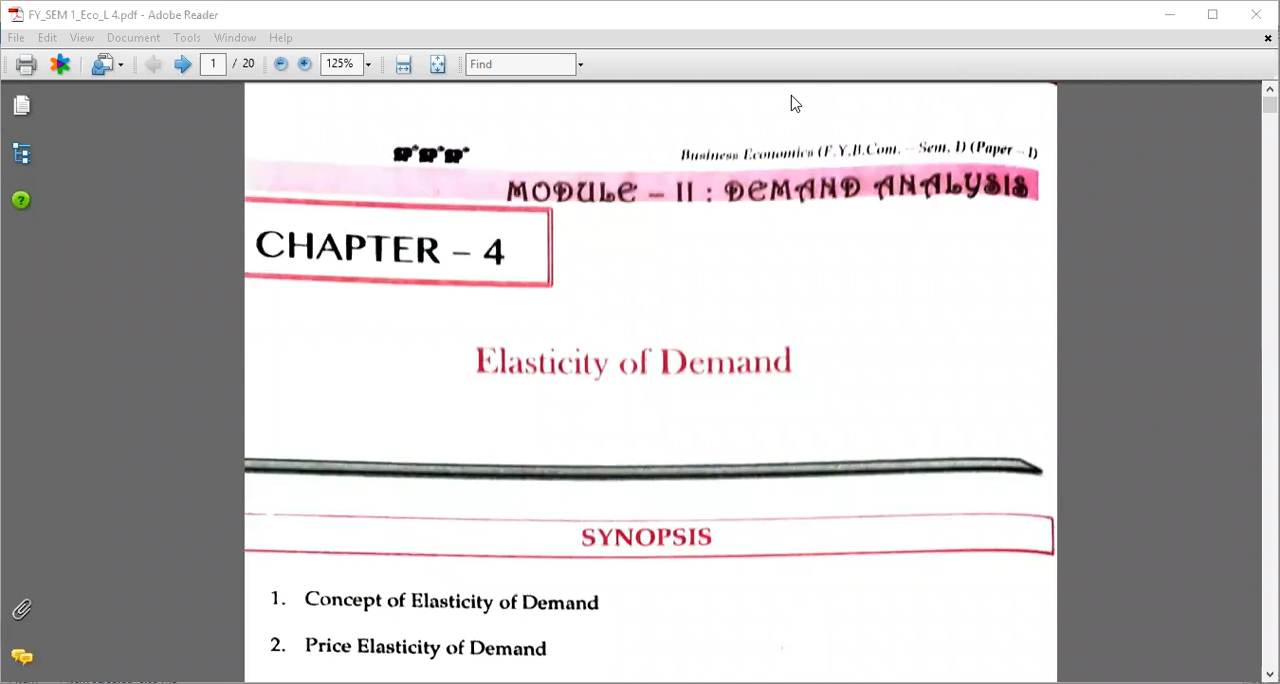 FY_SEM 1_Eco_L 4.pdf - Adobe Reader
File Edit View Document Tools Window Help
1 / 20 125% Find
Business Economics (F.Y.B.Com. – Sem. I) (Paper – I)
MODULE – II : DEMAND ANALYSIS
CHAPTER – 4
Elasticity of Demand
SYNOPSIS
1. Concept of Elasticity of Demand
2. Price Elasticity of Demand